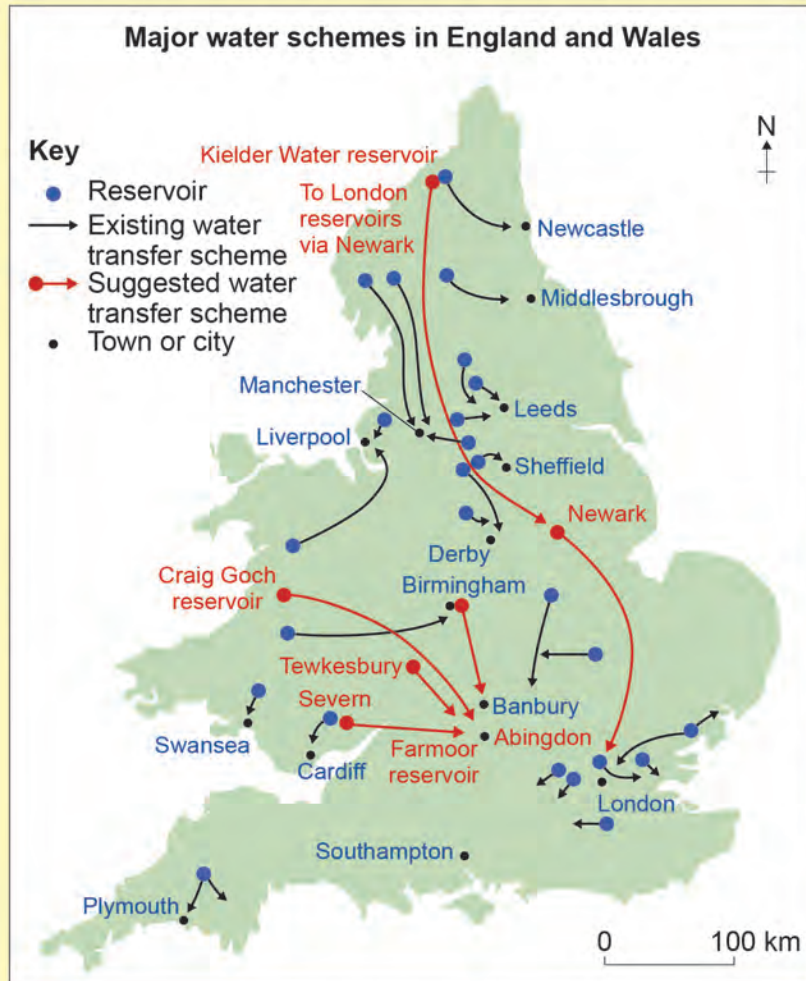 Major water schemes in England and Wales
N
Key
Reservoir
Existing water
transfer scheme
Suggested water
transfer scheme
Town or city
Kielder Water reservoir
To London
reservoirs
via Newark
Newcastle
Middlesbrough
Manchester
Leeds
Liverpool
Sheffield
Newark
Derby
Craig Goch
reservoir
Birmingham
Tewkesbury
Banbury
Severn
Abingdon
Swansea
Farmoor
reservoir
Cardiff
London
Southampton
Plymouth
0 100 km